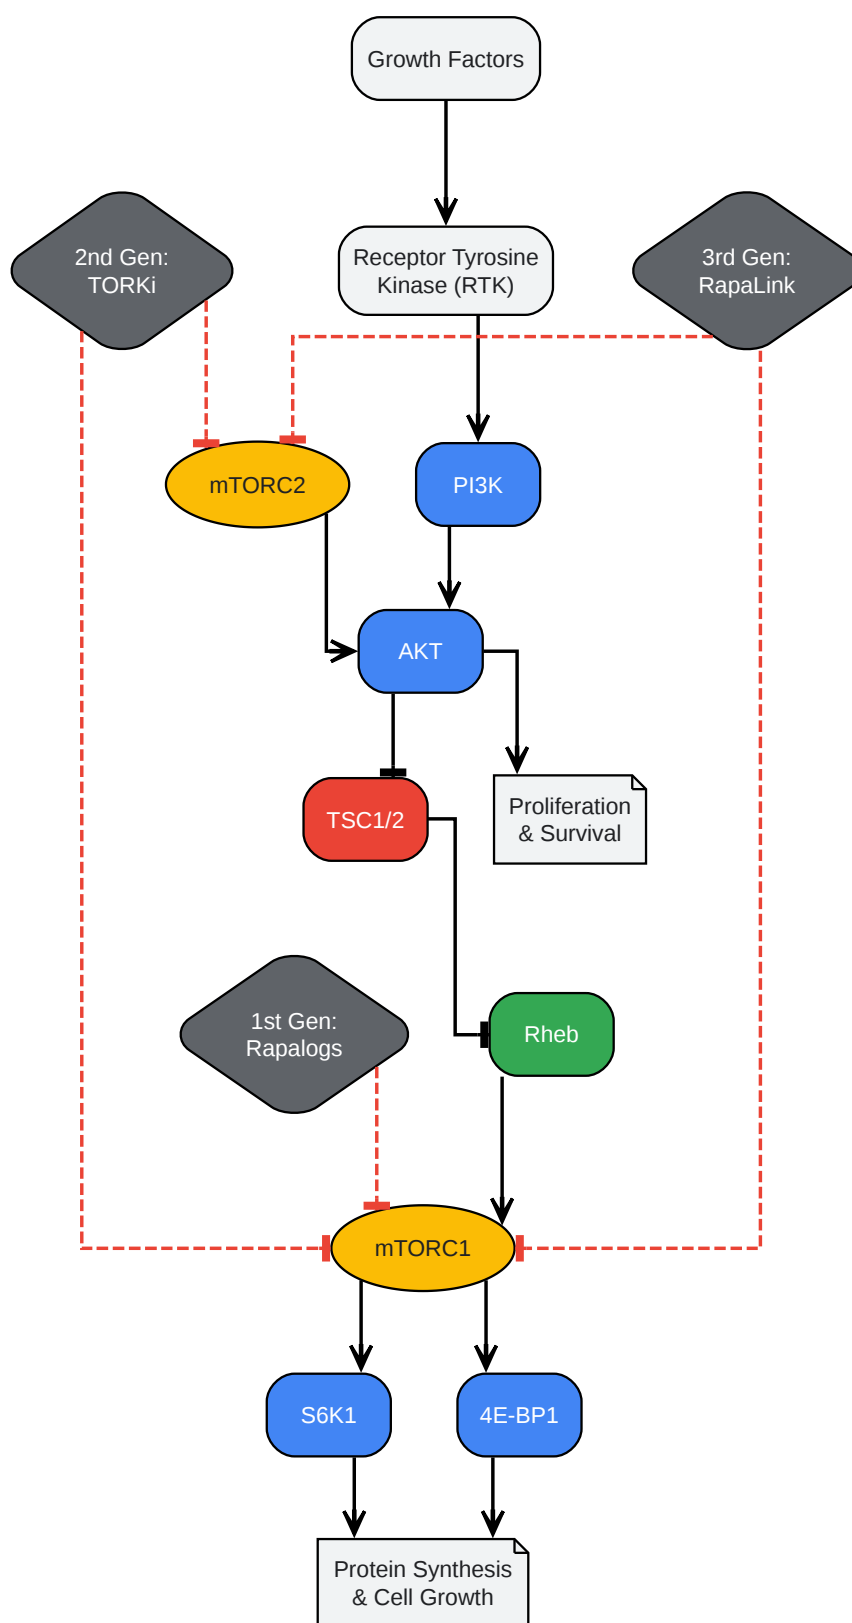 Growth Factors
2nd Gen:
TORKi
Receptor Tyrosine
Kinase (RTK)
3rd Gen:
RapaLink
mTORC2
PI3K
AKT
TSC1/2
Proliferation
& Survival
1st Gen:
Rapalogs
Rheb
mTORC1
S6K1
4E-BP1
Protein Synthesis
& Cell Growth